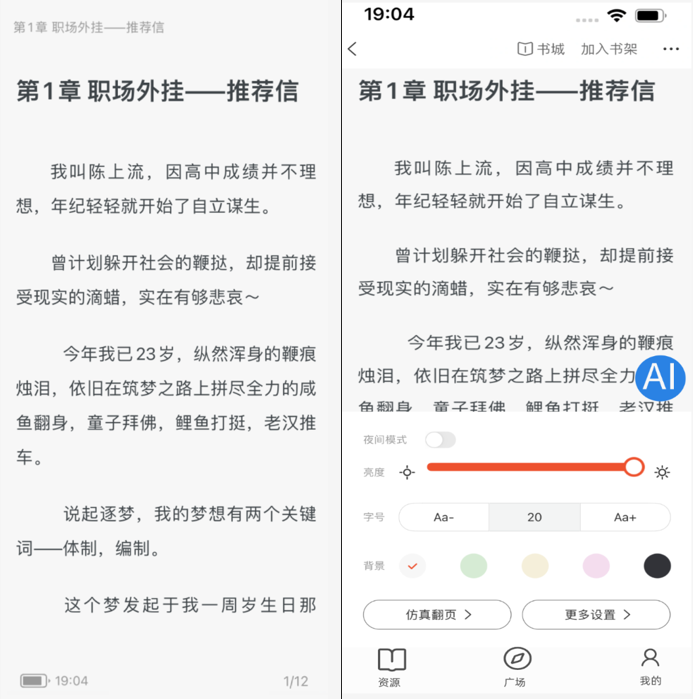 第1章 职场外挂——推荐信
第1章 职场外挂——推荐信
我叫陈上流，因高中成绩并不理
想，年纪轻轻就开始了自立谋生。
曾计划躲开社会的鞭挞，却提前接
受现实的滴蜡，实在有够悲哀～
今年我已23岁，纵然浑身的鞭痕
烛泪，依旧在筑梦之路上拼尽全力的咸
鱼翻身，童子拜佛，鲤鱼打挺，老汉推
车。
说起逐梦，我的梦想有两个关键
词——体制，编制。
这个梦发起于我一周岁生日那
19:04
1/12
19:04
书城 加入书架
第1章 职场外挂——推荐信
我叫陈上流，因高中成绩并不理
想，年纪轻轻就开始了自立谋生。
曾计划躲开社会的鞭挞，却提前接
受现实的滴蜡，实在有够悲哀～
今年我已23岁，纵然浑身的鞭痕
烛泪，依旧在筑梦之路上拼尽全力
AI
鱼翻身，童子拜佛，鲤鱼打挺，老汉推
夜间模式
亮度
字号 Aa- 20 Aa+
背景
仿真翻页 更多设置
资源 广场 我的